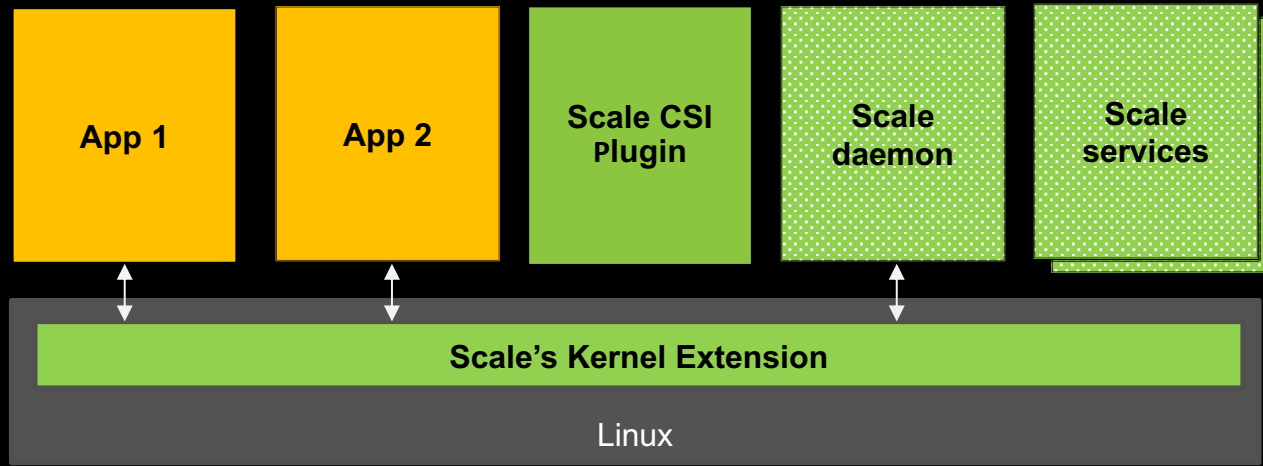 App 1
App 2
Scale CSI
Plugin
Scale
daemon
Scale
services
Scale’s Kernel Extension
Linux